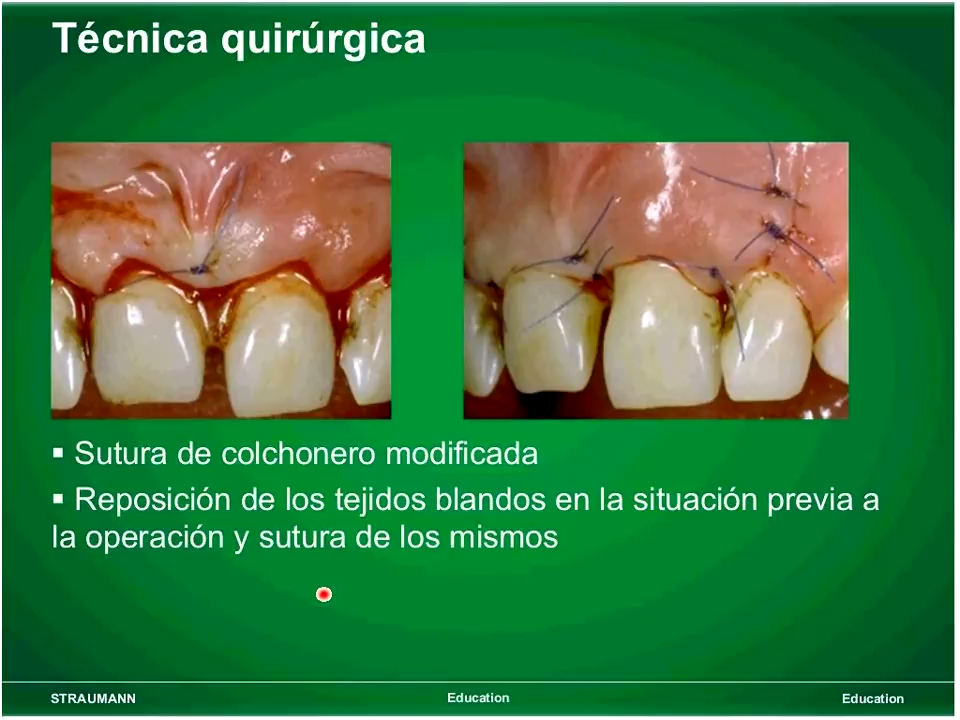 Técnica quirúrgica
▪ Sutura de colchonero modificada
▪ Reposición de los tejidos blandos en la situación previa a
la operación y sutura de los mismos
STRAUMANN Education Education